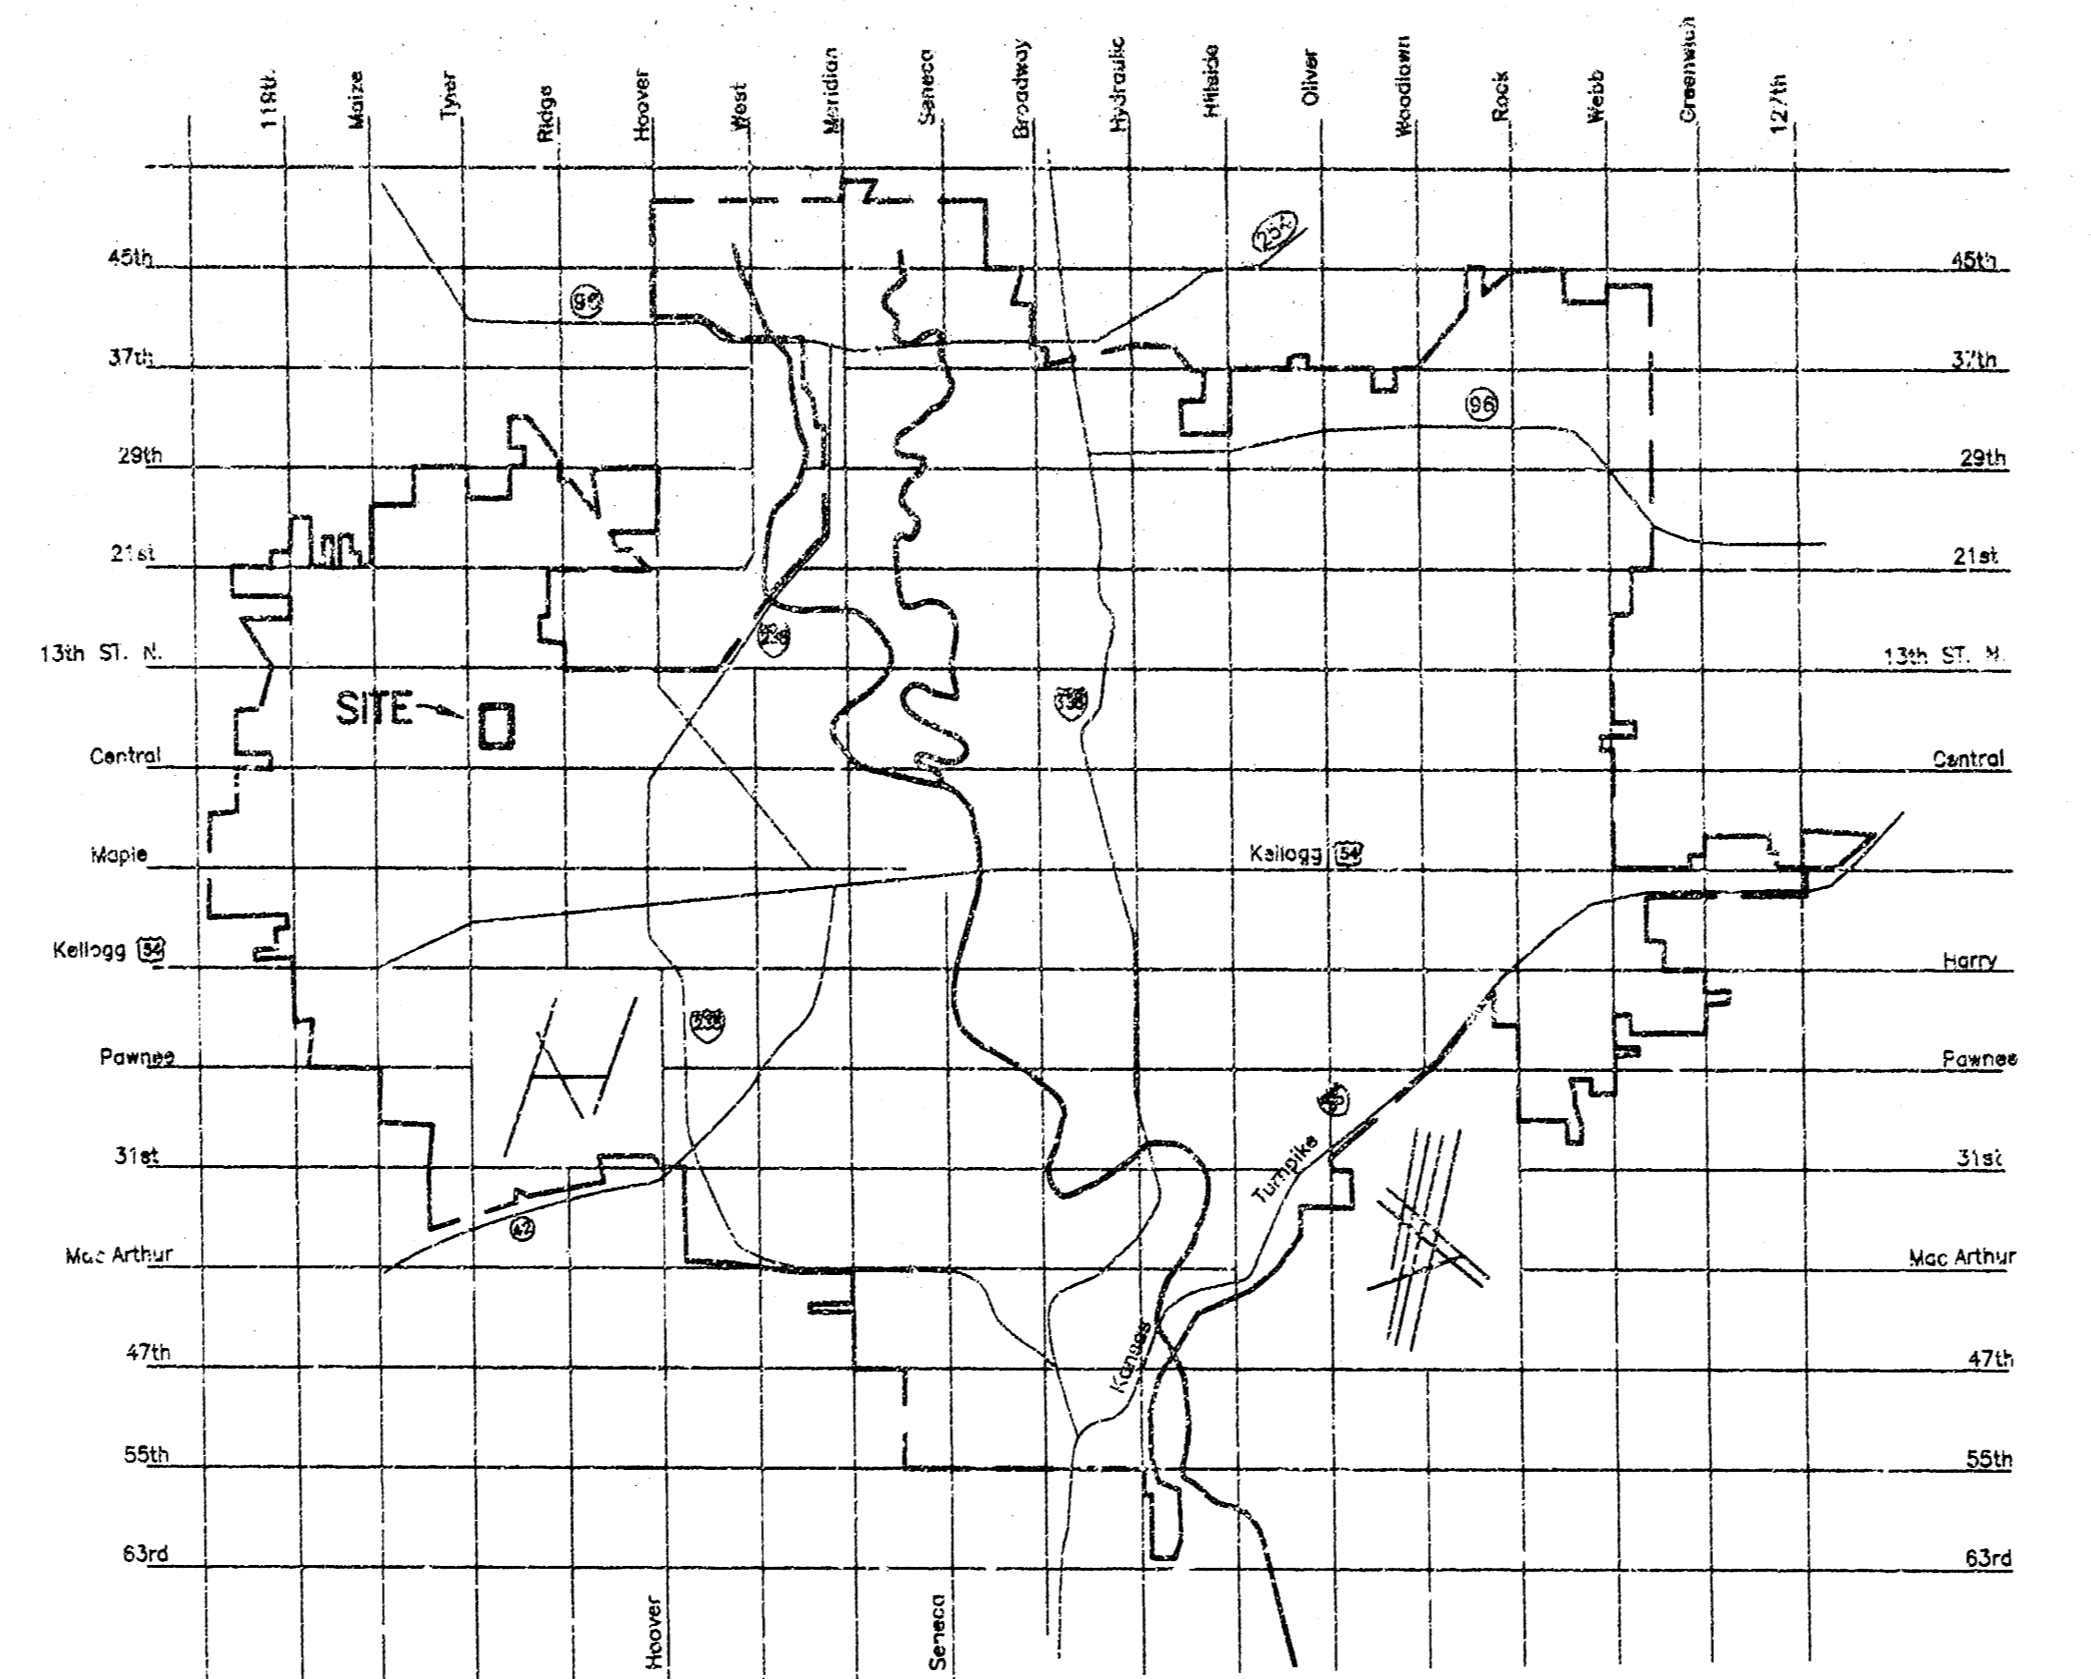 119th
Maize
Tyler
Ridge
Hoover
West
Meridian
Seneca
Broadway
Hydraulic
Hillside
Oliver
Woodlawn
Rock
Webb
Greenwich
127th
254
45th
45th
96
37th
37th
96
29th
29th
21st
21st
235
13th ST. N.
13th ST. N.
SITE
135
Central
Central
Maple
Kellogg 54
Kellogg 54
Harry
235
Pawnee
Pawnee
31st
31st
Turnpike
42
Mac Arthur
Mac Arthur
Kansas
47th
47th
55th
55th
63rd
63rd
Hoover
Seneca